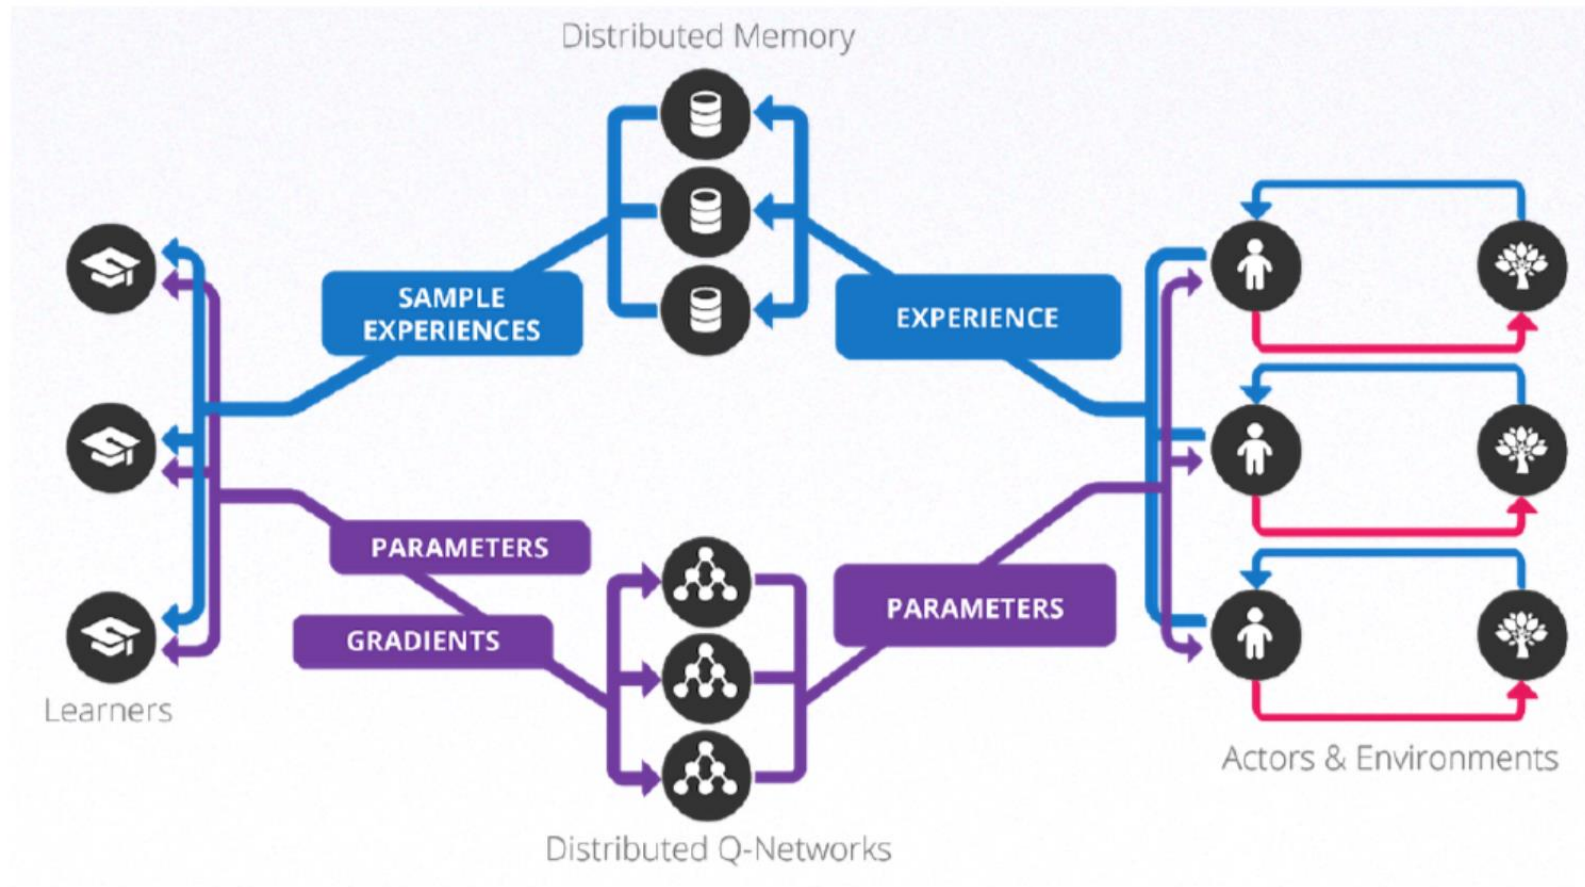 Distributed Memory
SAMPLE
EXPERIENCES
EXPERIENCE
PARAMETERS
GRADIENTS
PARAMETERS
Learners
Actors & Environments
Distributed Q-Networks